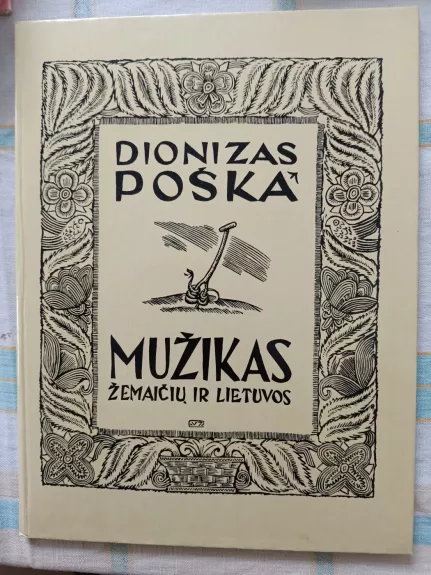 DIONIZAS
POŠKA
MUŽIKAS
ŽEMAIČIŲ IR LIETUVOS